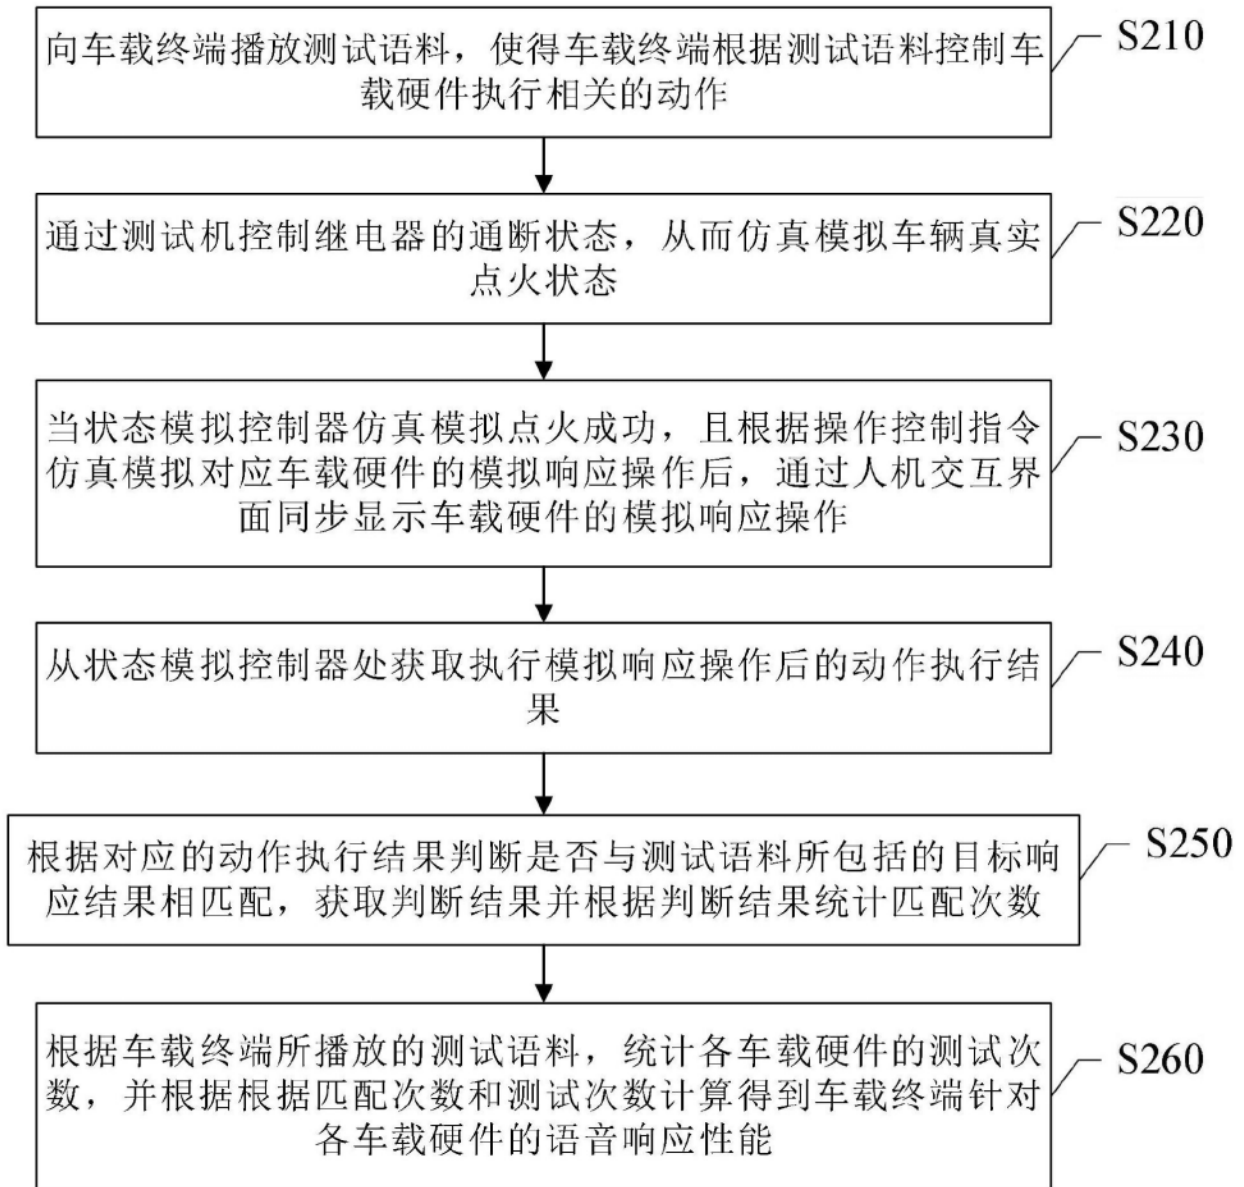 向车载终端播放测试语料，使得车载终端根据测试语料控制车
载硬件执行相关的动作
S210
通过测试机控制继电器的通断状态，从而仿真模拟车辆真实
点火状态
S220
当状态模拟控制器仿真模拟点火成功，且根据操作控制指令
仿真模拟对应车载硬件的模拟响应操作后，通过人机交互界
面同步显示车载硬件的模拟响应操作
S230
从状态模拟控制器处获取执行模拟响应操作后的动作执行结
果
S240
根据对应的动作执行结果判断是否与测试语料所包括的目标响
应结果相匹配，获取判断结果并根据判断结果统计匹配次数
S250
根据车载终端所播放的测试语料，统计各车载硬件的测试次
数，并根据根据匹配次数和测试次数计算得到车载终端针对
各车载硬件的语音响应性能
S260